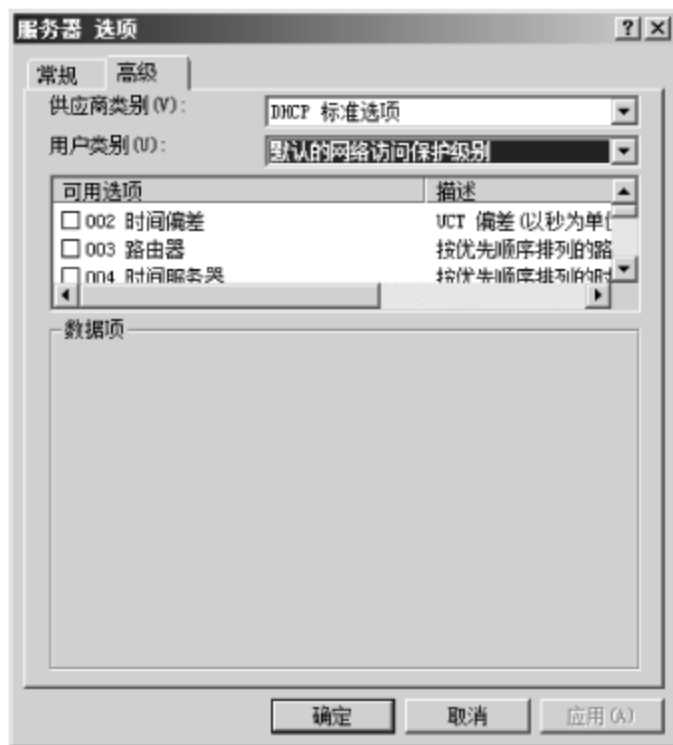 服务器 选项
常规 高级
供应商类别(V): DHCP 标准选项
用户类别(U): 默认的网络访问保护级别
可用选项 描述
002 时间偏差 UCT 偏差(以秒为单位
003 路由器 按优先顺序排列的路
004 时间服务器 按优先顺序排列的时
数据项
确定 取消 应用(A)